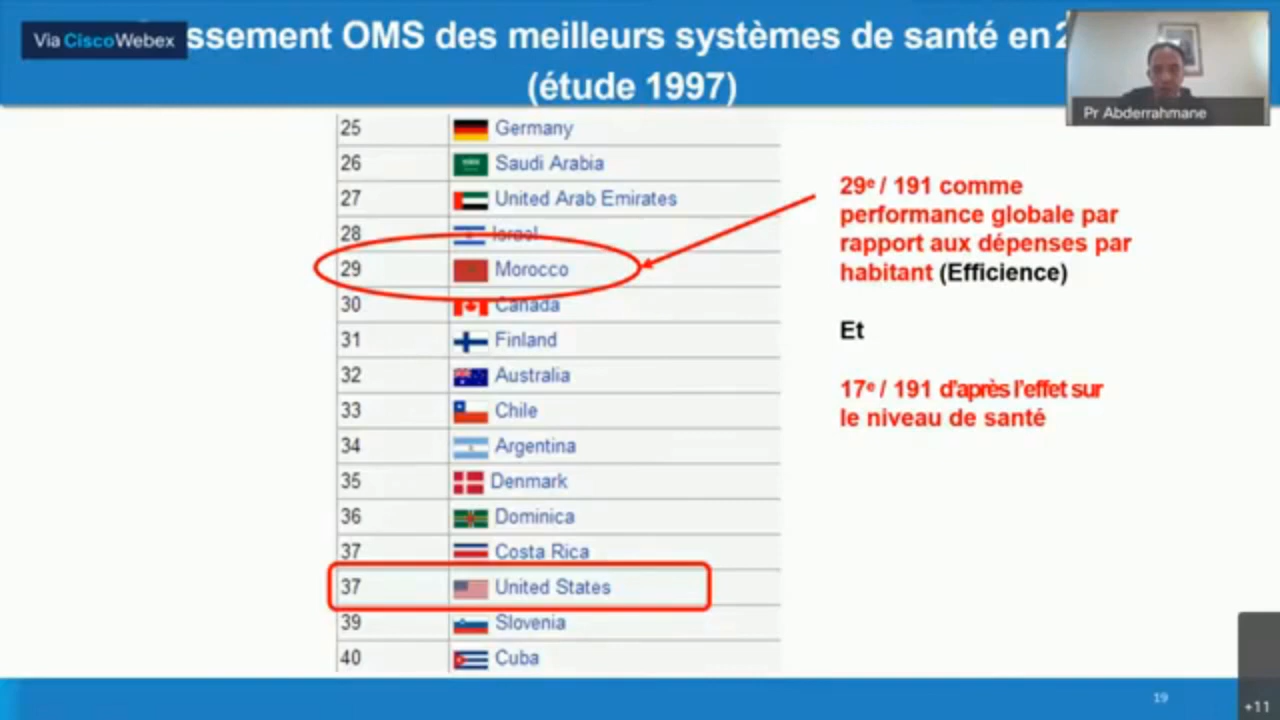 Via CiscoWebex
ssement OMS des meilleurs systèmes de santé en 2
(étude 1997)
Pr Abderrahmane
25 Germany
26 Saudi Arabia
27 United Arab Emirates
28 Israel
29 Morocco
30 Canada
31 Finland
32 Australia
33 Chile
34 Argentina
35 Denmark
36 Dominica
37 Costa Rica
37 United States
39 Slovenia
40 Cuba
29e / 191 comme
performance globale par
rapport aux dépenses par
habitant (Efficience)
Et
17e / 191 d'après l'effet sur
le niveau de santé
19
+11